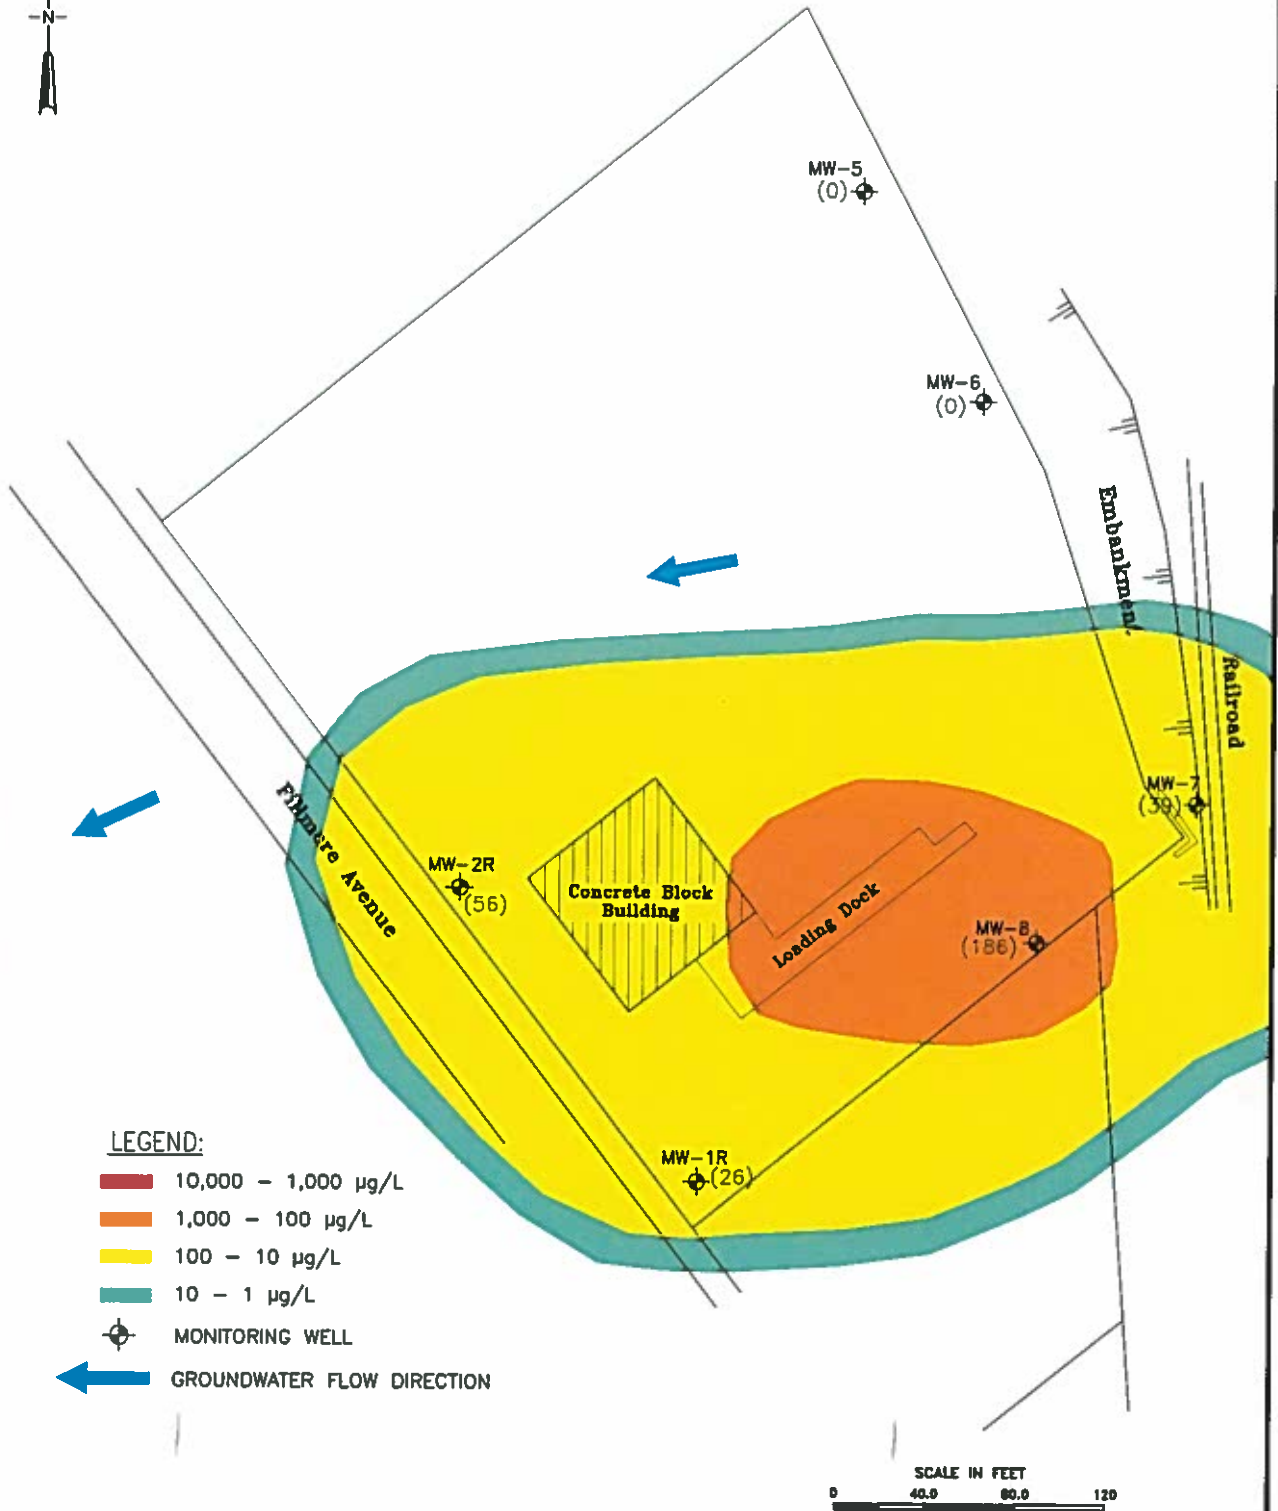 -N-
MW-5
(0)
MW-6
(0)
Embankment
Railroad
MW-7
(39)
Fillmore Avenue
MW-2R
(56)
Concrete Block
Building
Loading Dock
MW-8
(186)
MW-1R
(26)
LEGEND:
10,000 - 1,000 µg/L
1,000 - 100 µg/L
100 - 10 µg/L
10 - 1 µg/L
MONITORING WELL
GROUNDWATER FLOW DIRECTION
SCALE IN FEET
0 40.0 80.0 120